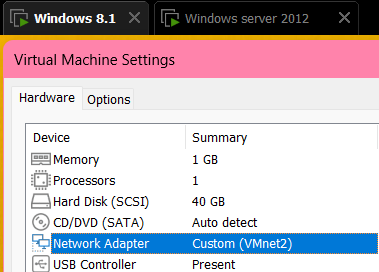 Windows 8.1 Windows server 2012
Virtual Machine Settings
Hardware Options
Device Summary
Memory 1 GB
Processors 1
Hard Disk (SCSI) 40 GB
CD/DVD (SATA) Auto detect
Network Adapter Custom (VMnet2)
USB Controller Present